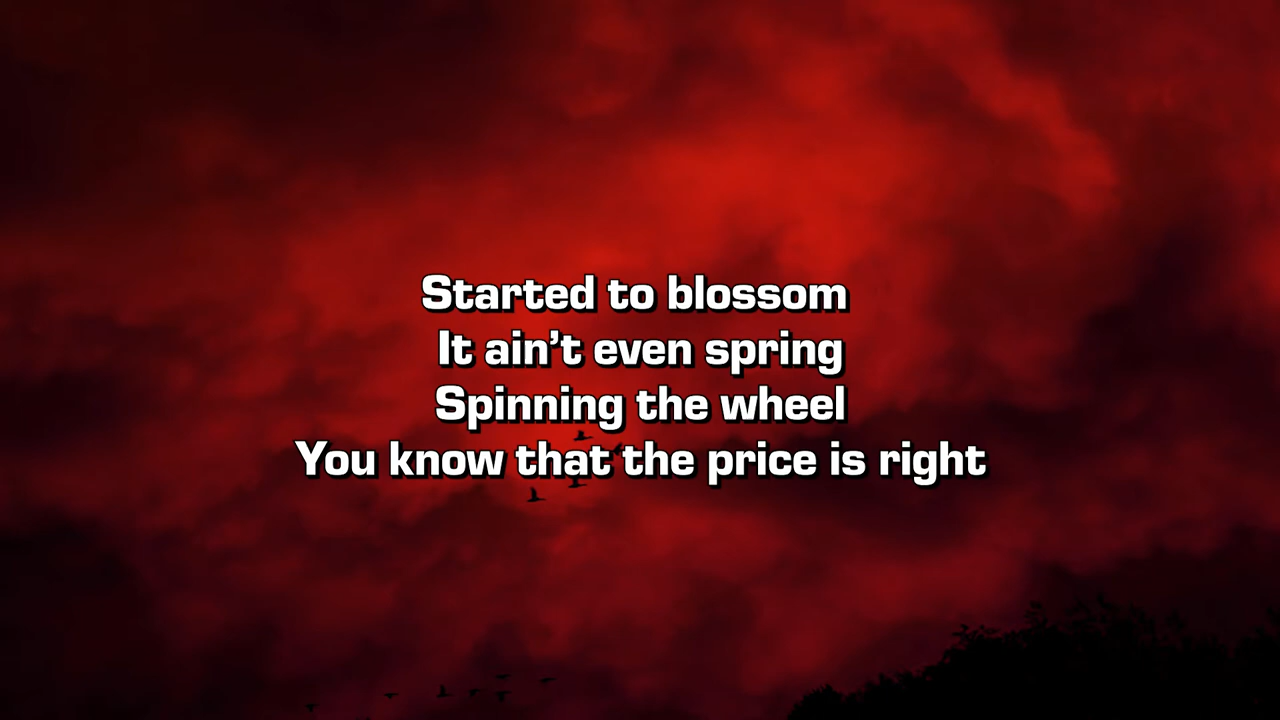 Started to blossom
It ain’t even spring
Spinning the wheel
You know that the price is right